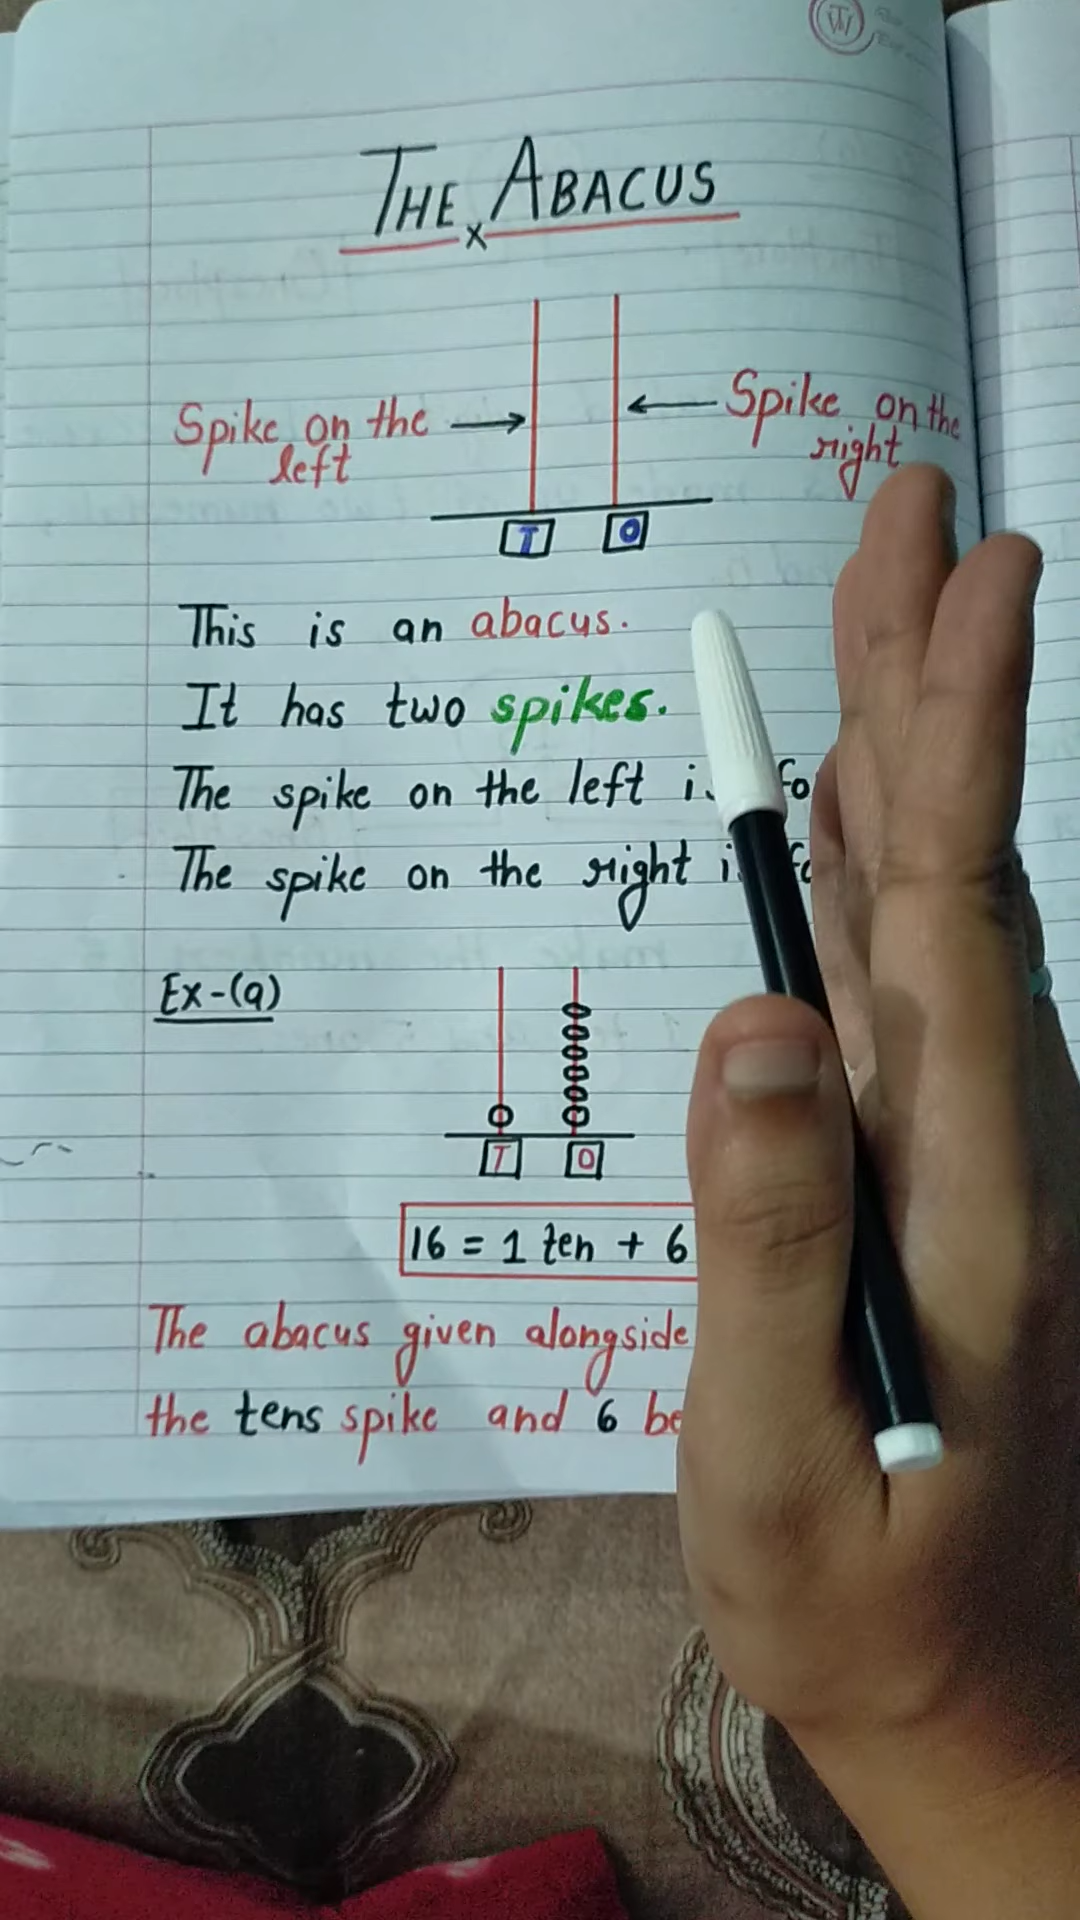 THE ABACUS
x
Spike on the left
Spike on the right
T O
This is an abacus.
It has two spikes.
The spike on the left
The spike on the right
Ex-(a)
T O
16 = 1 ten + 6
The abacus given alongside
the tens spike and 6